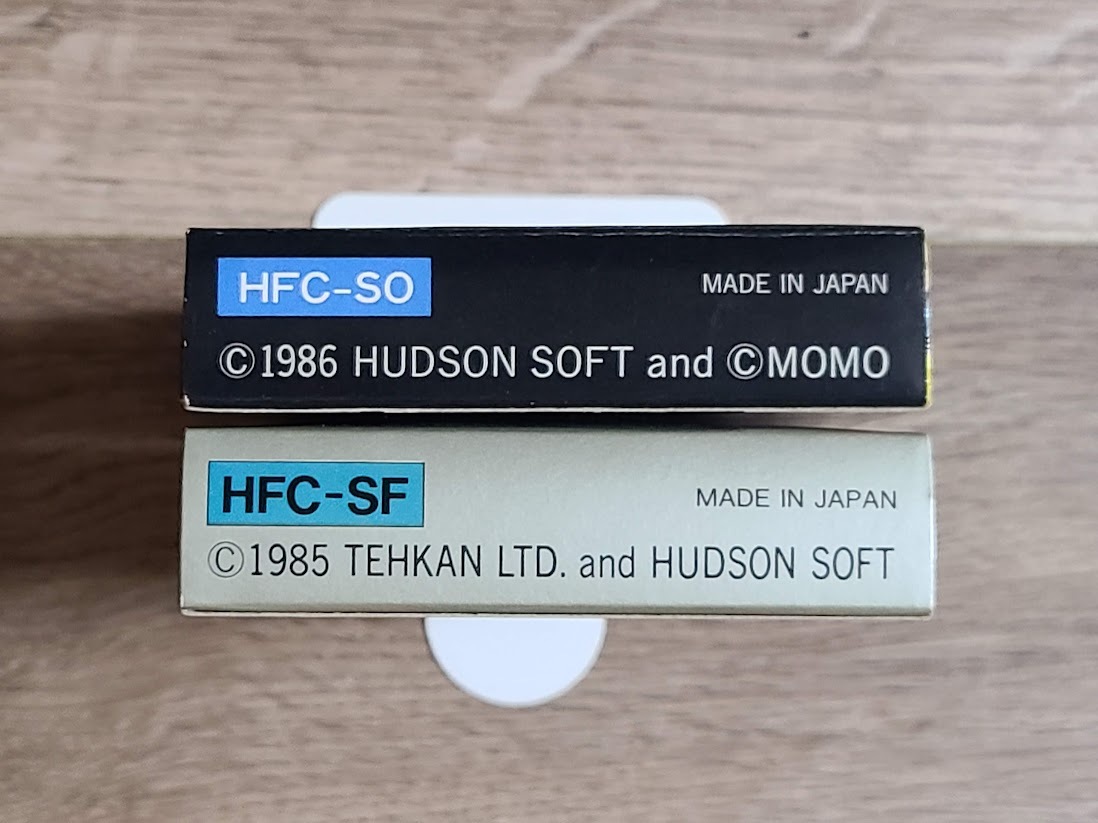 HFC-SO
MADE IN JAPAN
©1986 HUDSON SOFT and ©MOMO
HFC-SF
MADE IN JAPAN
©1985 TEHKAN LTD. and HUDSON SOFT